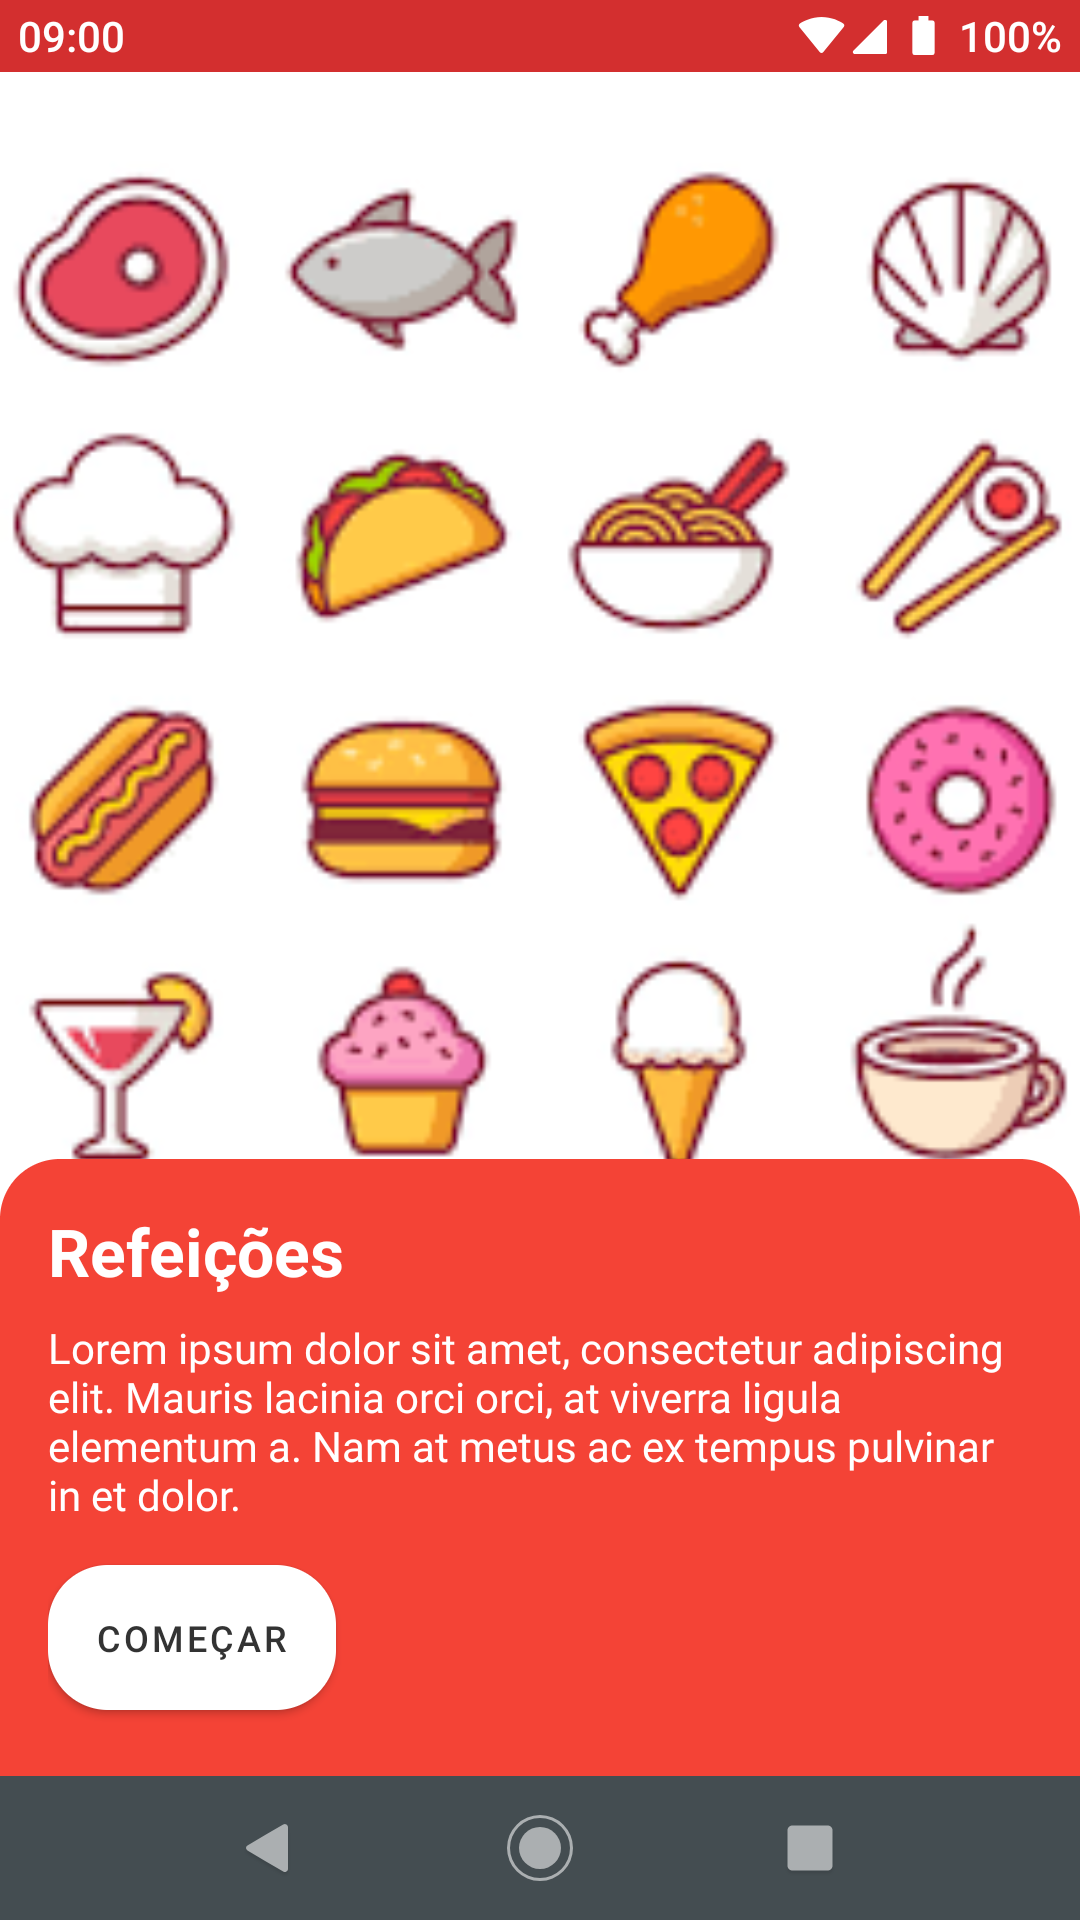 09:00 100%
Refeições
Lorem ipsum dolor sit amet, consectetur adipiscing
elit. Mauris lacinia orci orci, at viverra ligula
elementum a. Nam at metus ac ex tempus pulvinar
in et dolor.
COMEÇAR